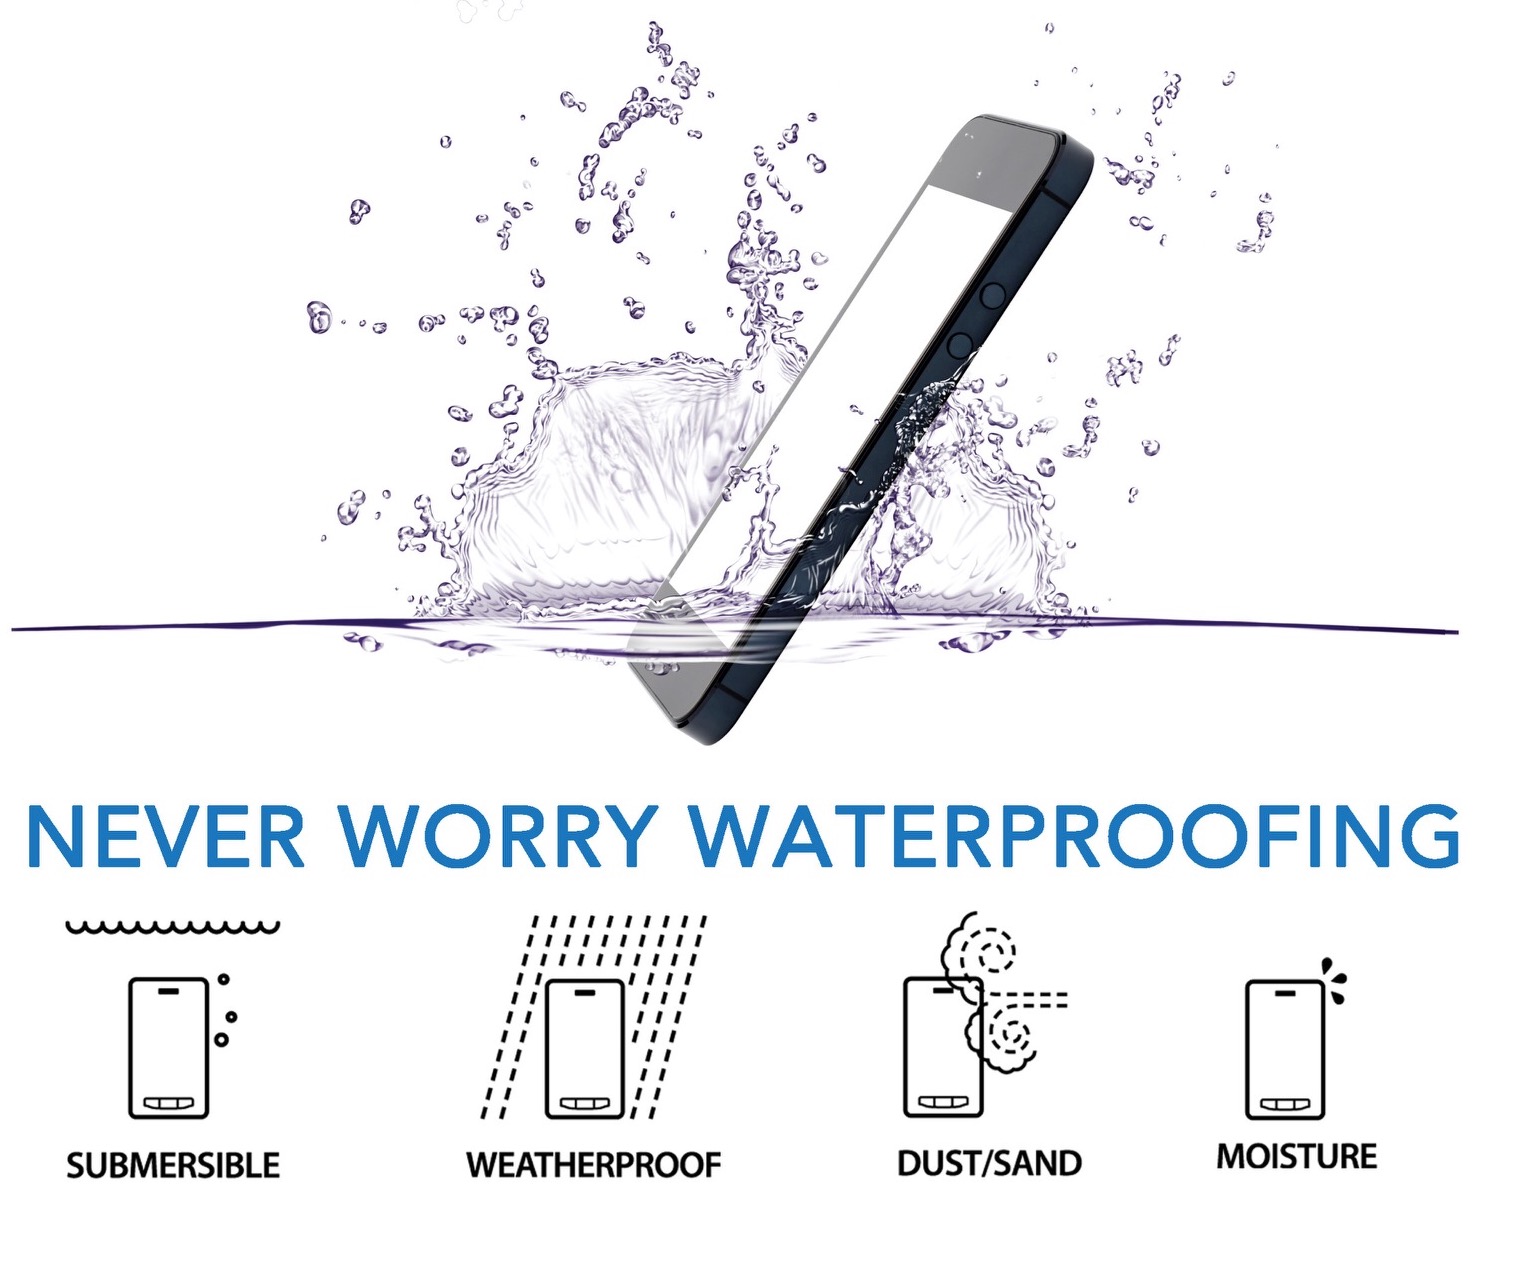 NEVER WORRY WATERPROOFING
SUBMERSIBLE
WEATHERPROOF
DUST/SAND
MOISTURE